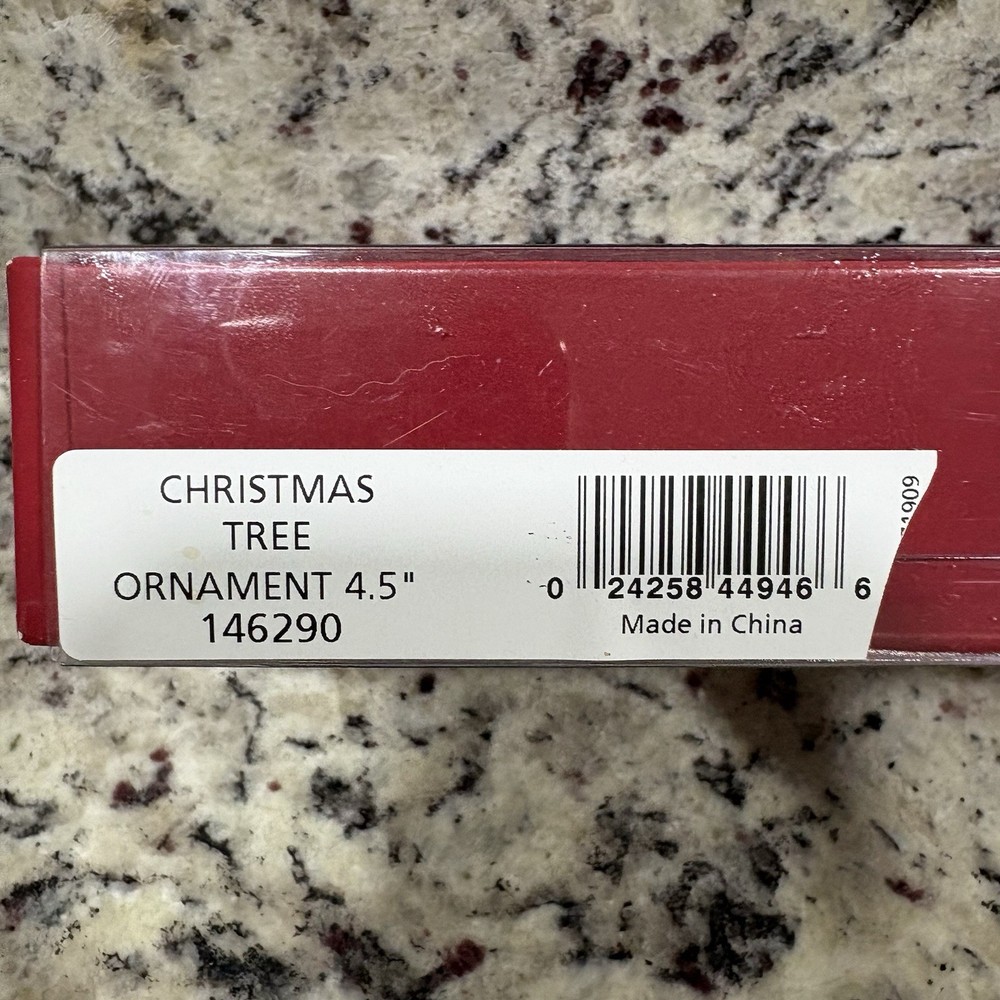 CHRISTMAS
TREE
ORNAMENT 4.5"
146290
0 24258 44946 6
Made in China